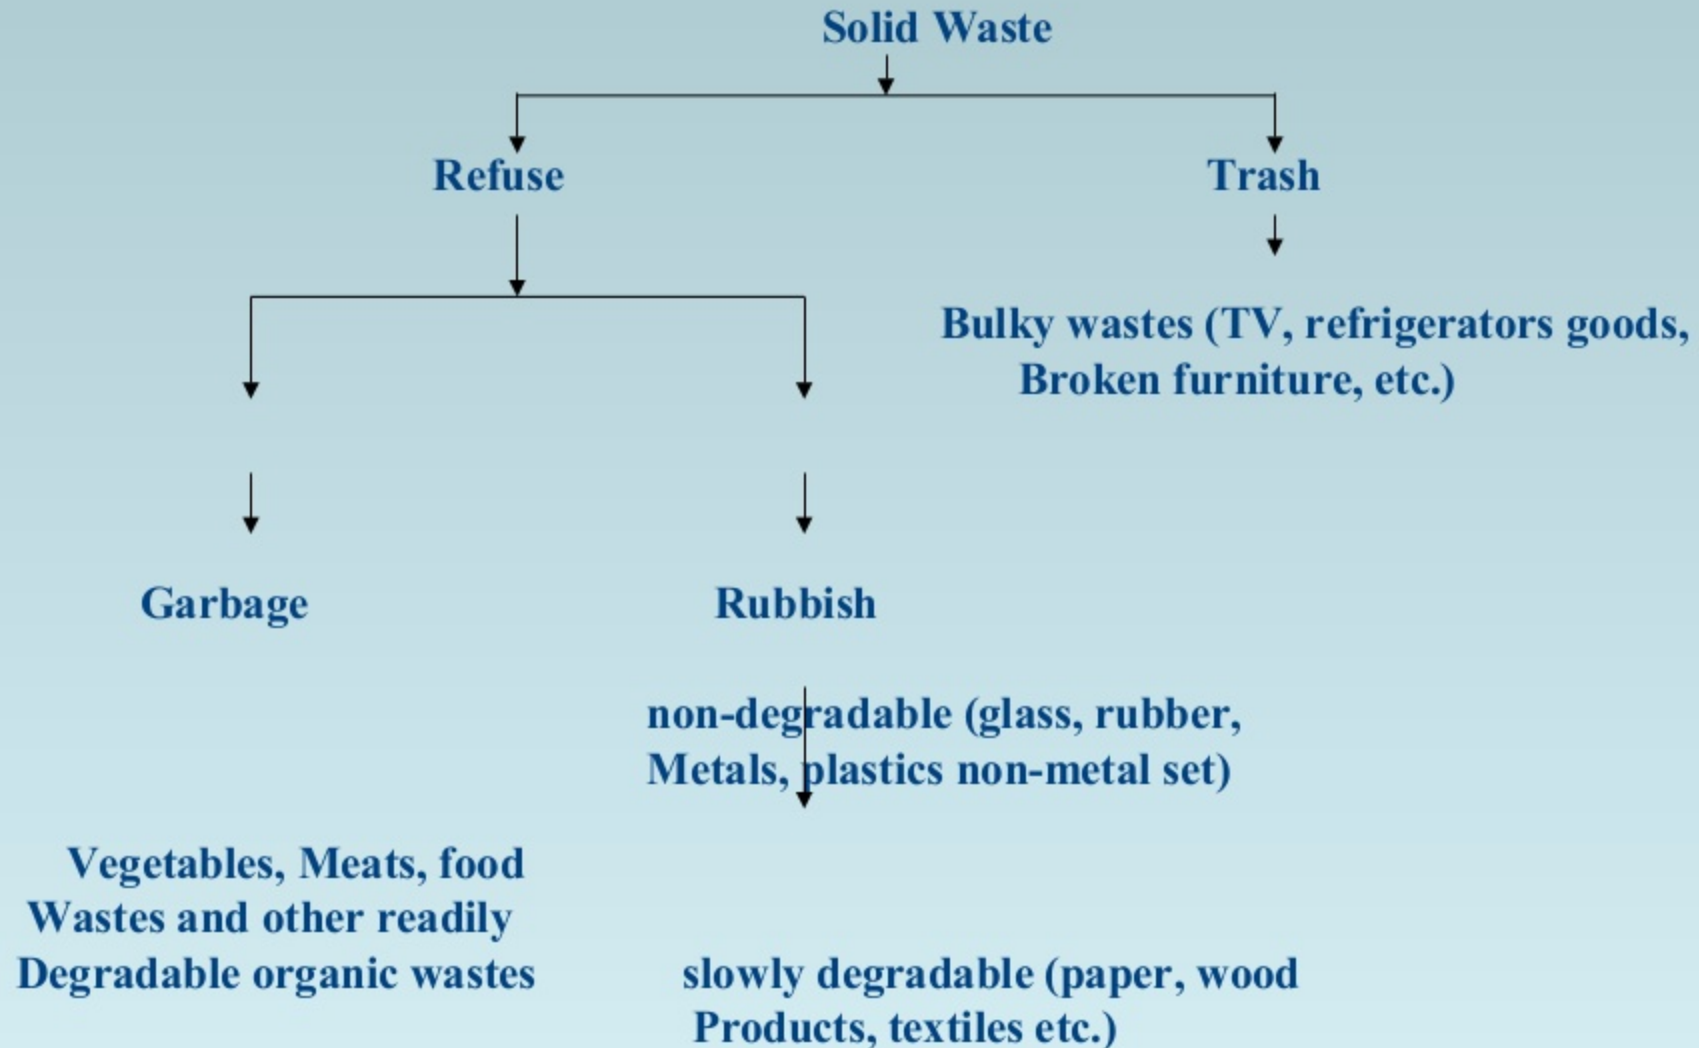 Solid Waste
Refuse
Trash
Bulky wastes (TV, refrigerators goods,
Broken furniture, etc.)
Garbage
Rubbish
non-degradable (glass, rubber,
Metals, plastics non-metal set)
Vegetables, Meats, food
Wastes and other readily
Degradable organic wastes
slowly degradable (paper, wood
Products, textiles etc.)